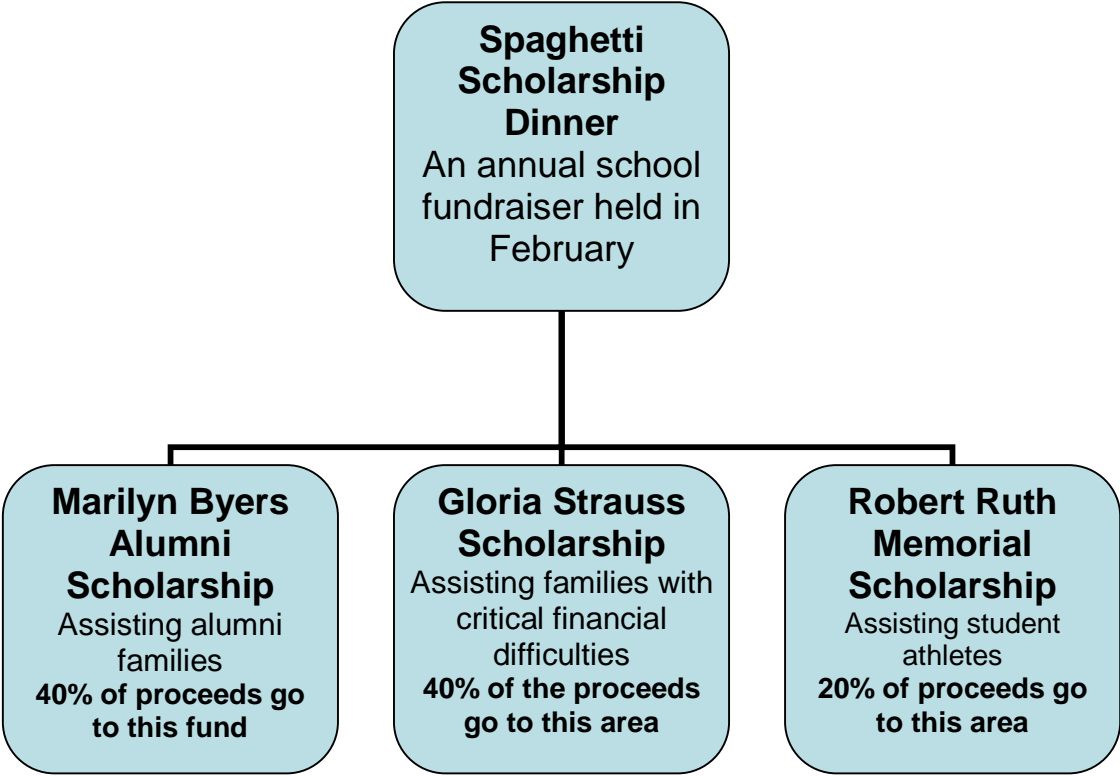 Spaghetti
Scholarship
Dinner
An annual school
fundraiser held in
February
Marilyn Byers
Alumni
Scholarship
Assisting alumni
families
40% of proceeds go
to this fund
Gloria Strauss
Scholarship
Assisting families with
critical financial
difficulties
40% of the proceeds
go to this area
Robert Ruth
Memorial
Scholarship
Assisting student
athletes
20% of proceeds go
to this area